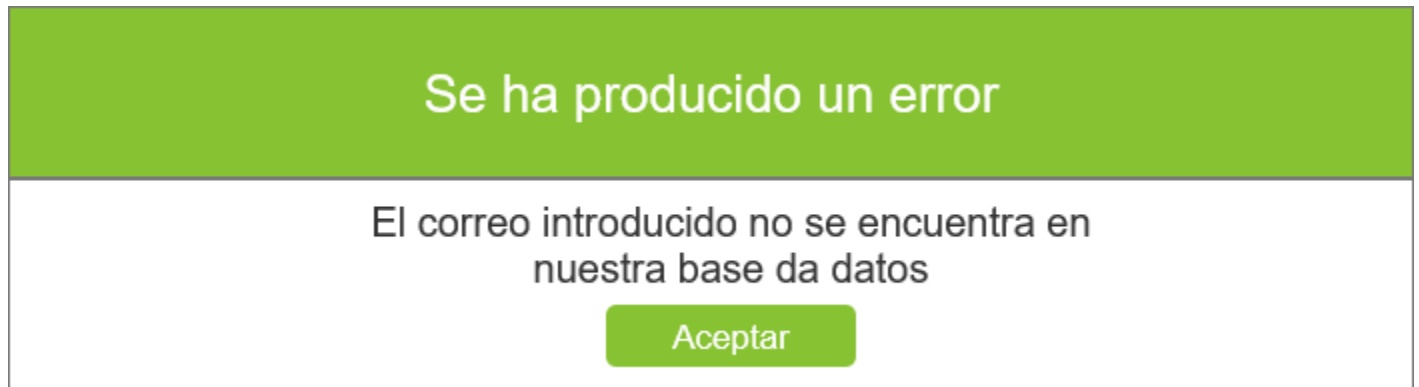 Se ha producido un error
El correo introducido no se encuentra en
nuestra base da datos
Aceptar